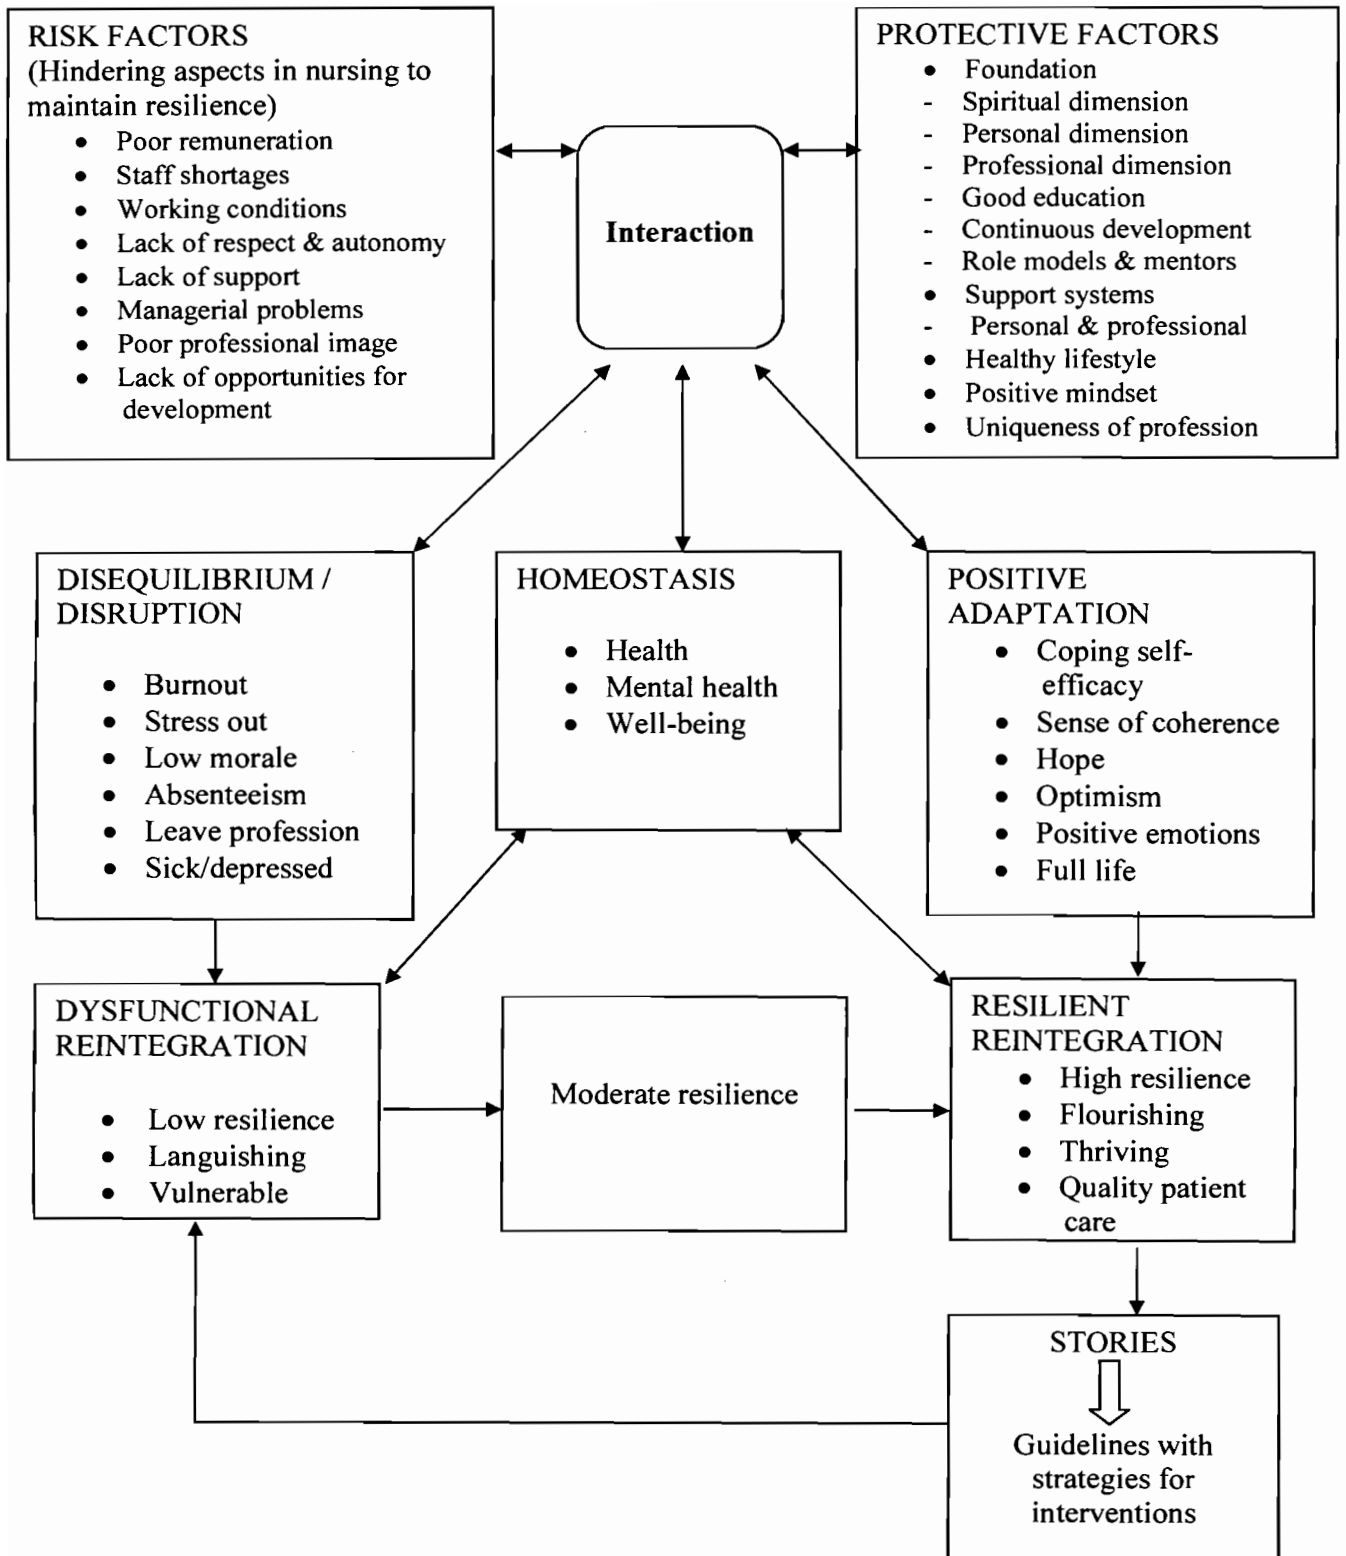 RISK FACTORS
(Hindering aspects in nursing to
maintain resilience)
• Poor remuneration
• Staff shortages
• Working conditions
• Lack of respect & autonomy
• Lack of support
• Managerial problems
• Poor professional image
• Lack of opportunities for
development
Interaction
PROTECTIVE FACTORS
• Foundation
- Spiritual dimension
- Personal dimension
- Professional dimension
- Good education
- Continuous development
- Role models & mentors
• Support systems
- Personal & professional
• Healthy lifestyle
• Positive mindset
• Uniqueness of profession
DISEQUILIBRIUM /
DISRUPTION
• Burnout
• Stress out
• Low morale
• Absenteeism
• Leave profession
• Sick/depressed
HOMEOSTASIS
• Health
• Mental health
• Well-being
POSITIVE
ADAPTATION
• Coping self-
efficacy
• Sense of coherence
• Hope
• Optimism
• Positive emotions
• Full life
DYSFUNCTIONAL
REINTEGRATION
• Low resilience
• Languishing
• Vulnerable
Moderate resilience
RESILIENT
REINTEGRATION
• High resilience
• Flourishing
• Thriving
• Quality patient
care
STORIES
Guidelines with
strategies for
interventions